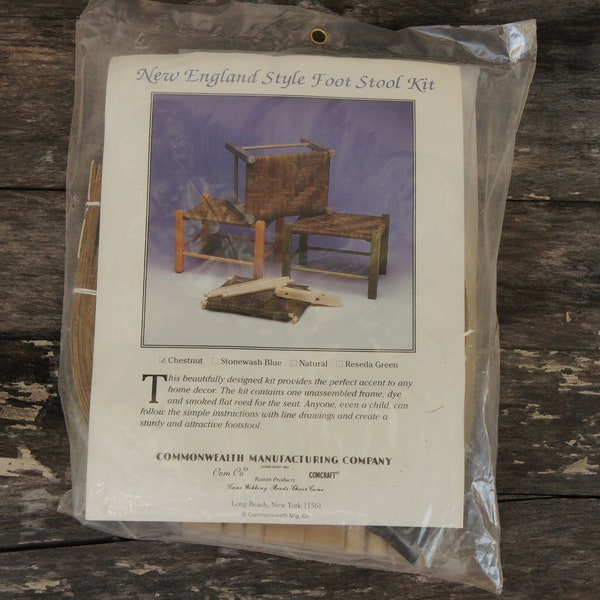 New England Style Foot Stool Kit
☑ Chestnut ☐ Stonewash Blue ☐ Natural ☐ Reseda Green
This beautifully designed kit provides the perfect accent to any
home decor. The kit contains one unassembled frame, dye
and smoked flat reed for the seat. Anyone, even a child, can
follow the simple instructions with line drawings and create a
sturdy and attractive footstool.
COMMONWEALTH MANUFACTURING COMPANY
Com Co COMCRAFT
Rattan Products
Cane Webbing Reeds Chair Cane
Long Beach, New York 11561
© Commonwealth Mfg. Co.